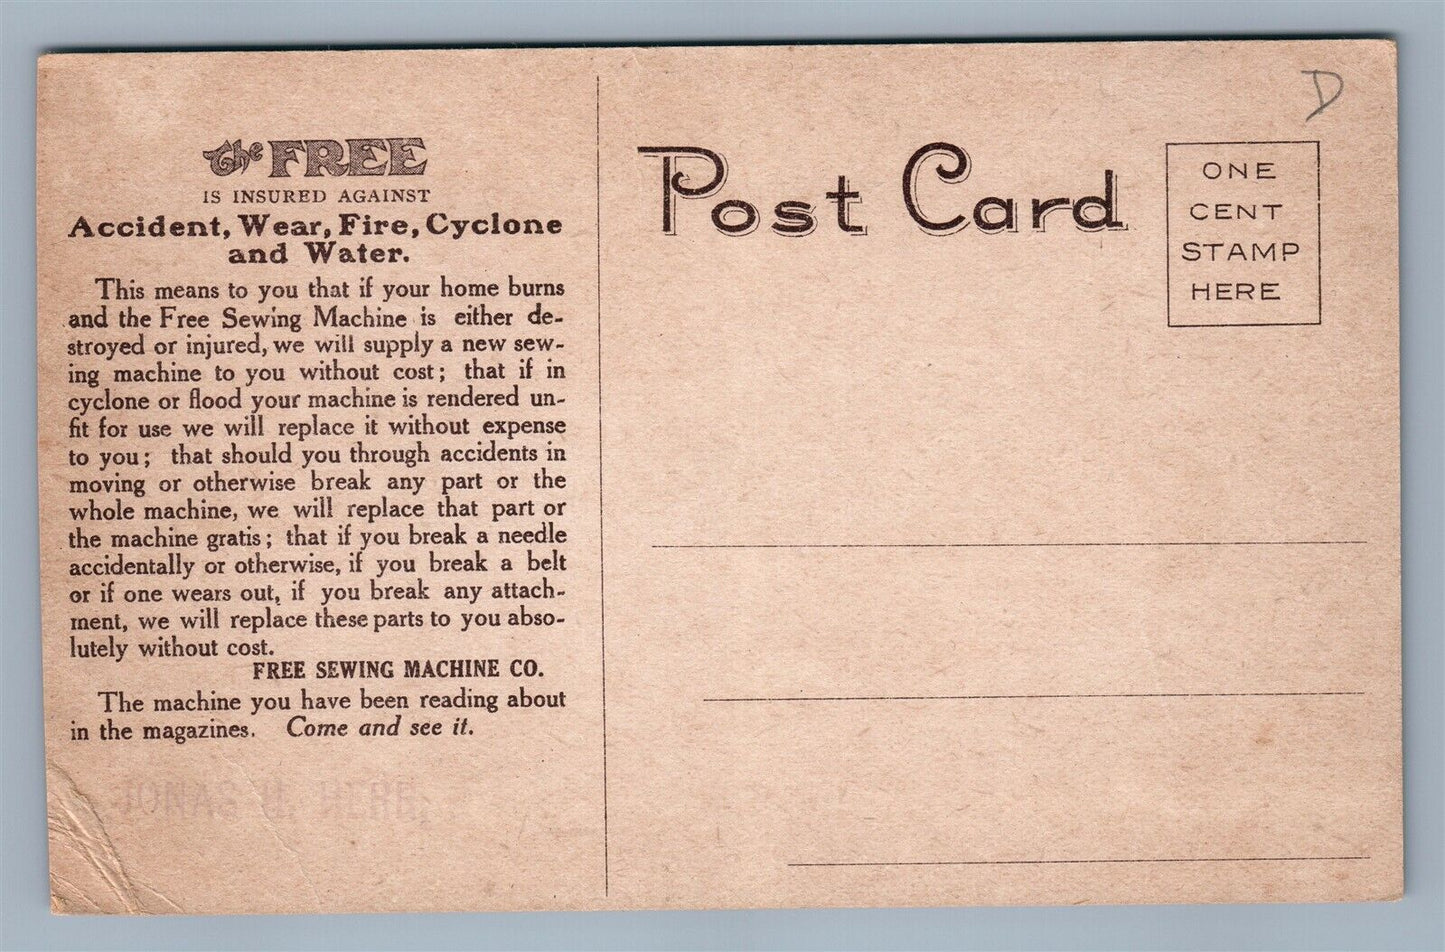 The FREE
IS INSURED AGAINST
Accident, Wear, Fire, Cyclone
and Water.
This means to you that if your home burns
and the Free Sewing Machine is either de-
stroyed or injured, we will supply a new sew-
ing machine to you without cost; that if in
cyclone or flood your machine is rendered un-
fit for use we will replace it without expense
to you; that should you through accidents in
moving or otherwise break any part or the
whole machine, we will replace that part or
the machine gratis; that if you break a needle
accidentally or otherwise, if you break a belt
or if one wears out, if you break any attach-
ment, we will replace these parts to you abso-
lutely without cost.
FREE SEWING MACHINE CO.
The machine you have been reading about
in the magazines. Come and see it.
JONAS
Post Card
ONE
CENT
STAMP
HERE
D